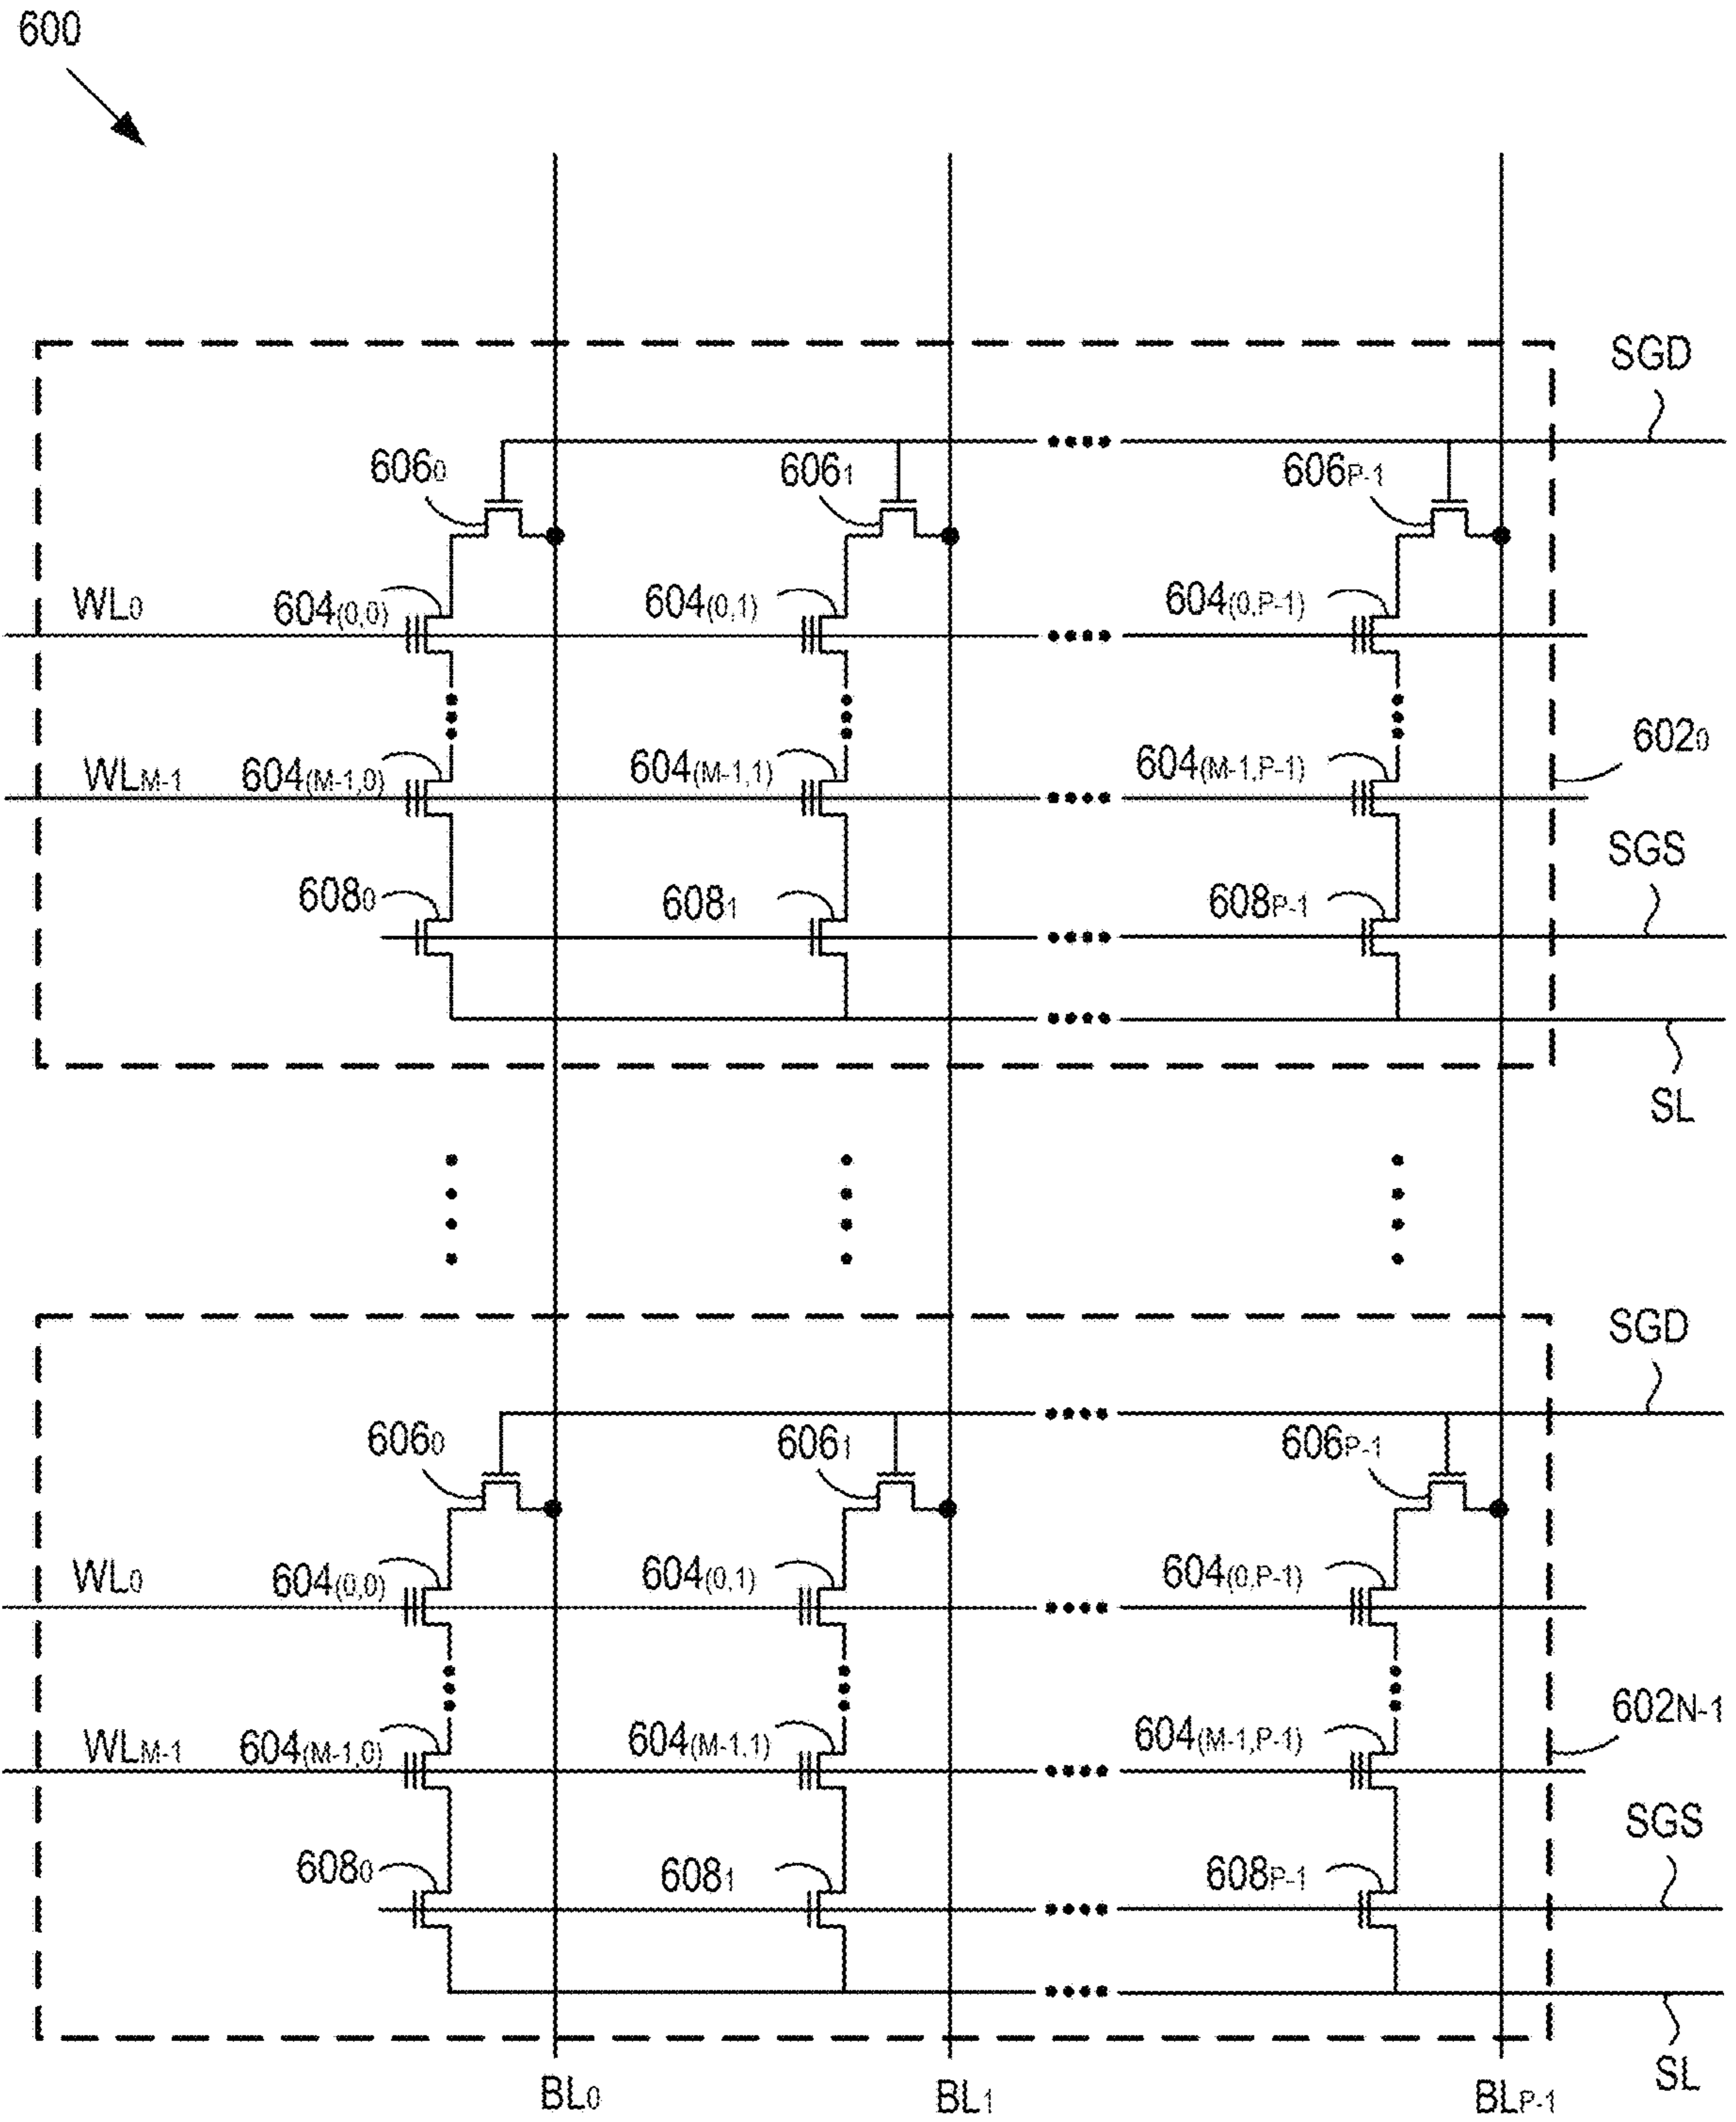 600
SGD
606₀ 606₁ 606P-1
WL₀ 604(0,0) 604(0,1) 604(0,P-1)
602₀
WLM-1 604(M-1,0) 604(M-1,1) 604(M-1,P-1)
SGS
608₀ 608₁ 608P-1
SL
SGD
606₀ 606₁ 606P-1
WL₀ 604(0,0) 604(0,1) 604(0,P-1)
602N-1
WLM-1 604(M-1,0) 604(M-1,1) 604(M-1,P-1)
SGS
608₀ 608₁ 608P-1
SL
BL₀ BL₁ BLP-1